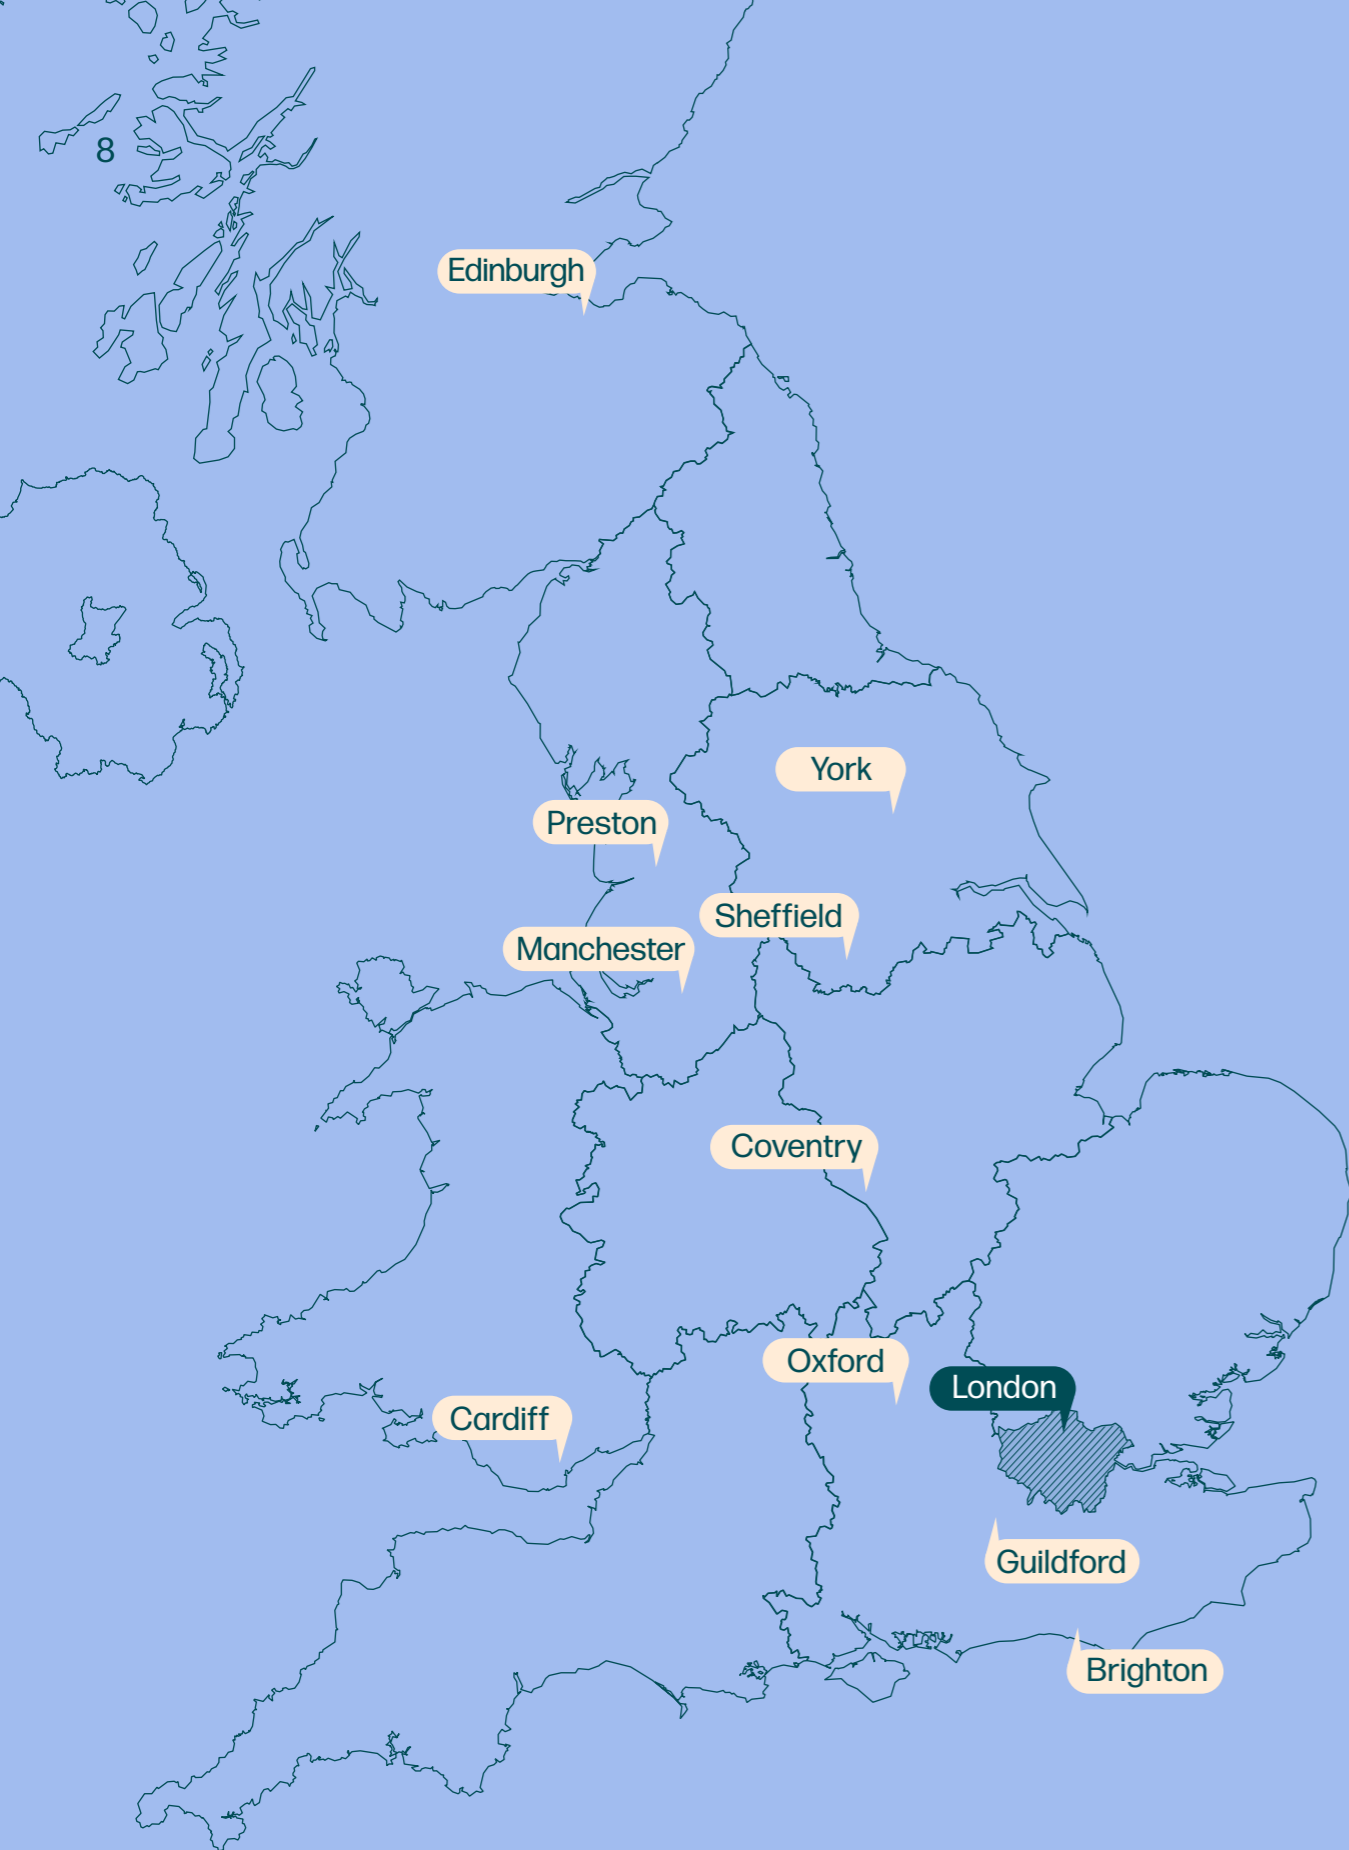 8
Edinburgh
York
Preston
Sheffield
Manchester
Coventry
Oxford
London
Cardiff
Guildford
Brighton